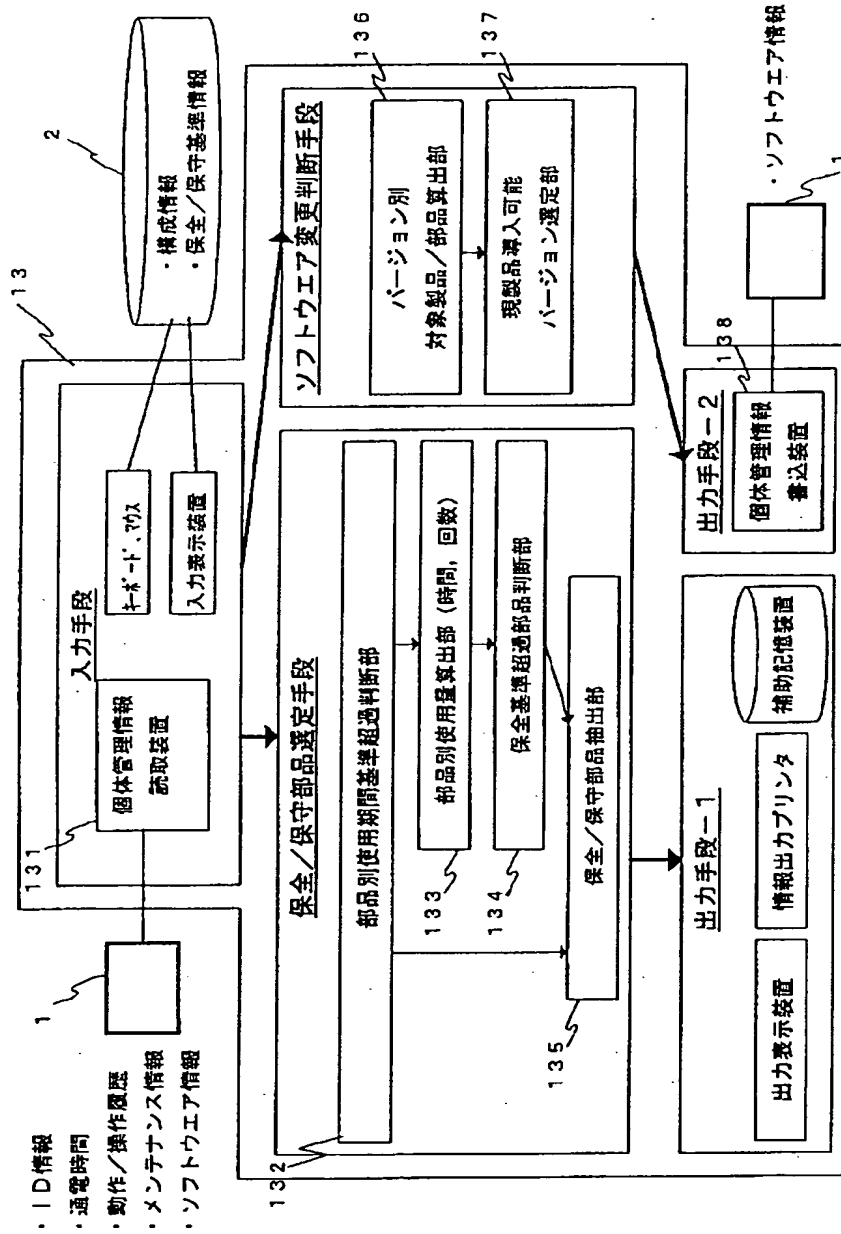 ・ＩＤ情報
・通電時間
・動作／操作履歴
・メンテナンス情報
・ソフトウエア情報
1
13
2
・構成情報
・保全／保守基準情報
入力手段
131
個体管理情報
読取装置
キーボード、マウス
入力表示装置
保全／保守部品選定手段
132
部品別使用期間基準超過判断部
133
部品別使用量算出部（時間，回数）
134
保全基準超過部品判断部
135
保全／保守部品抽出部
ソフトウエア変更判断手段
136
バージョン別
対象製品／部品算出部
137
現製品導入可能
バージョン選定部
出力手段－1
出力表示装置
情報出力プリンタ
補助記憶装置
出力手段－2
138
個体管理情報
書込装置
1
・ソフトウエア情報